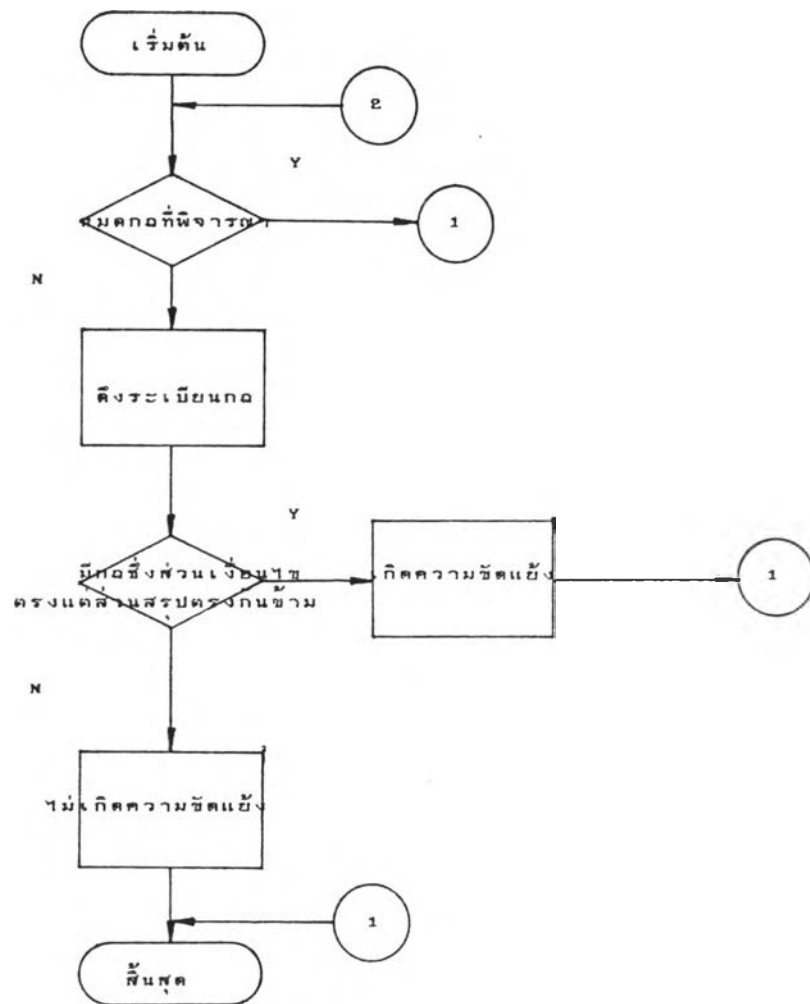 เริ่มต้น
2
Y
หมดกฎที่พิจารณา
1
N
ดึงระเบียนกฎ
Y
มีกฎซึ่งส่วนเงื่อนไข
ตรงแต่ส่วนสรุปตรงกันข้าม
เกิดความขัดแย้ง
1
N
ไม่เกิดความขัดแย้ง
1
สิ้นสุด